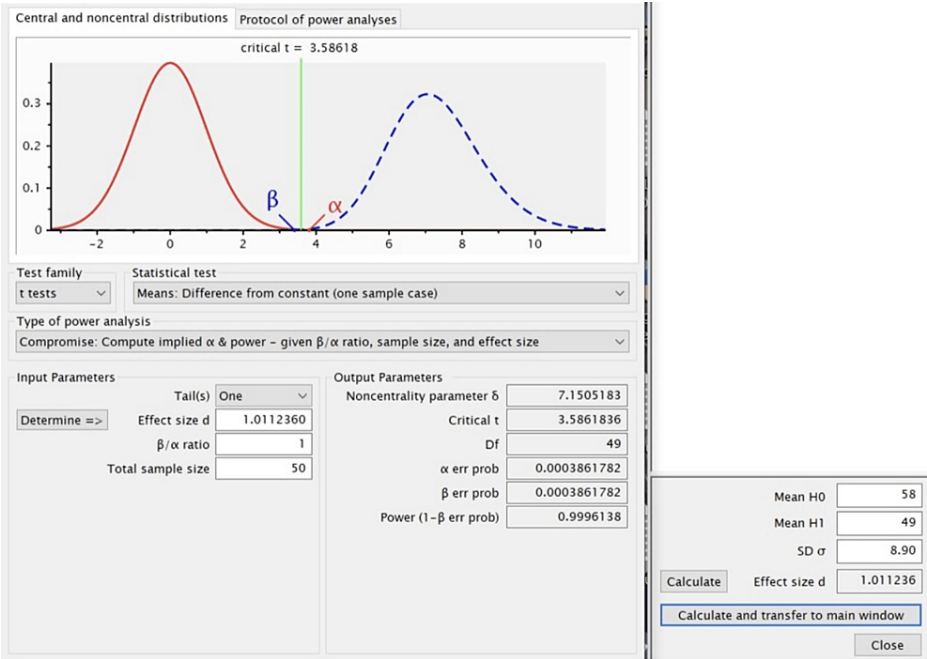 Central and noncentral distributions Protocol of power analyses
critical t = 3.58618
0.3
0.2
β α
0.1
0
-2 0 2 4 6 8 10
Test family Statistical test
t tests Means: Difference from constant (one sample case)
Type of power analysis
Compromise: Compute implied α & power - given β/α ratio, sample size, and effect size
Input Parameters
Tail(s) One
Determine => Effect size d 1.0112360
β/α ratio 1
Total sample size 50
Output Parameters
Noncentrality parameter δ 7.1505183
Critical t 3.5861836
Df 49
α err prob 0.0003861782
β err prob 0.0003861782
Power (1-β err prob) 0.9996138
Mean H0 58
Mean H1 49
SD σ 8.90
Calculate Effect size d 1.011236
Calculate and transfer to main window
Close